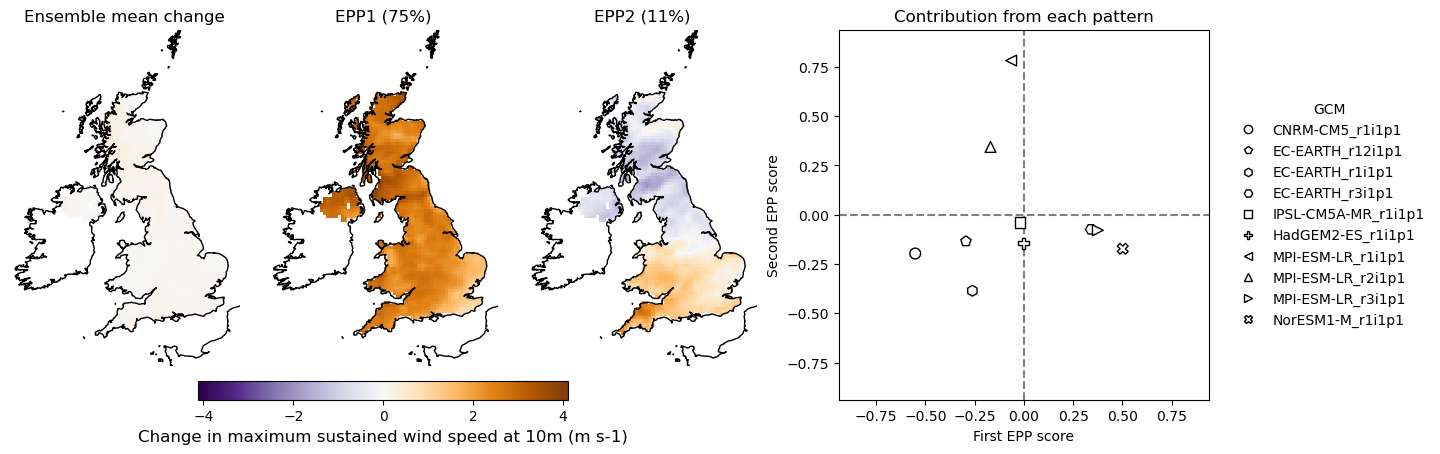 Ensemble mean change
EPP1 (75%)
EPP2 (11%)
−4 −2 0 2 4
Change in maximum sustained wind speed at 10m (m s-1)
Contribution from each pattern
Second EPP score
0.75
0.50
0.25
0.00
−0.25
−0.50
−0.75
−0.75 −0.50 −0.25 0.00 0.25 0.50 0.75
First EPP score
GCM
CNRM-CM5_r1i1p1
EC-EARTH_r12i1p1
EC-EARTH_r1i1p1
EC-EARTH_r3i1p1
IPSL-CM5A-MR_r1i1p1
HadGEM2-ES_r1i1p1
MPI-ESM-LR_r1i1p1
MPI-ESM-LR_r2i1p1
MPI-ESM-LR_r3i1p1
NorESM1-M_r1i1p1